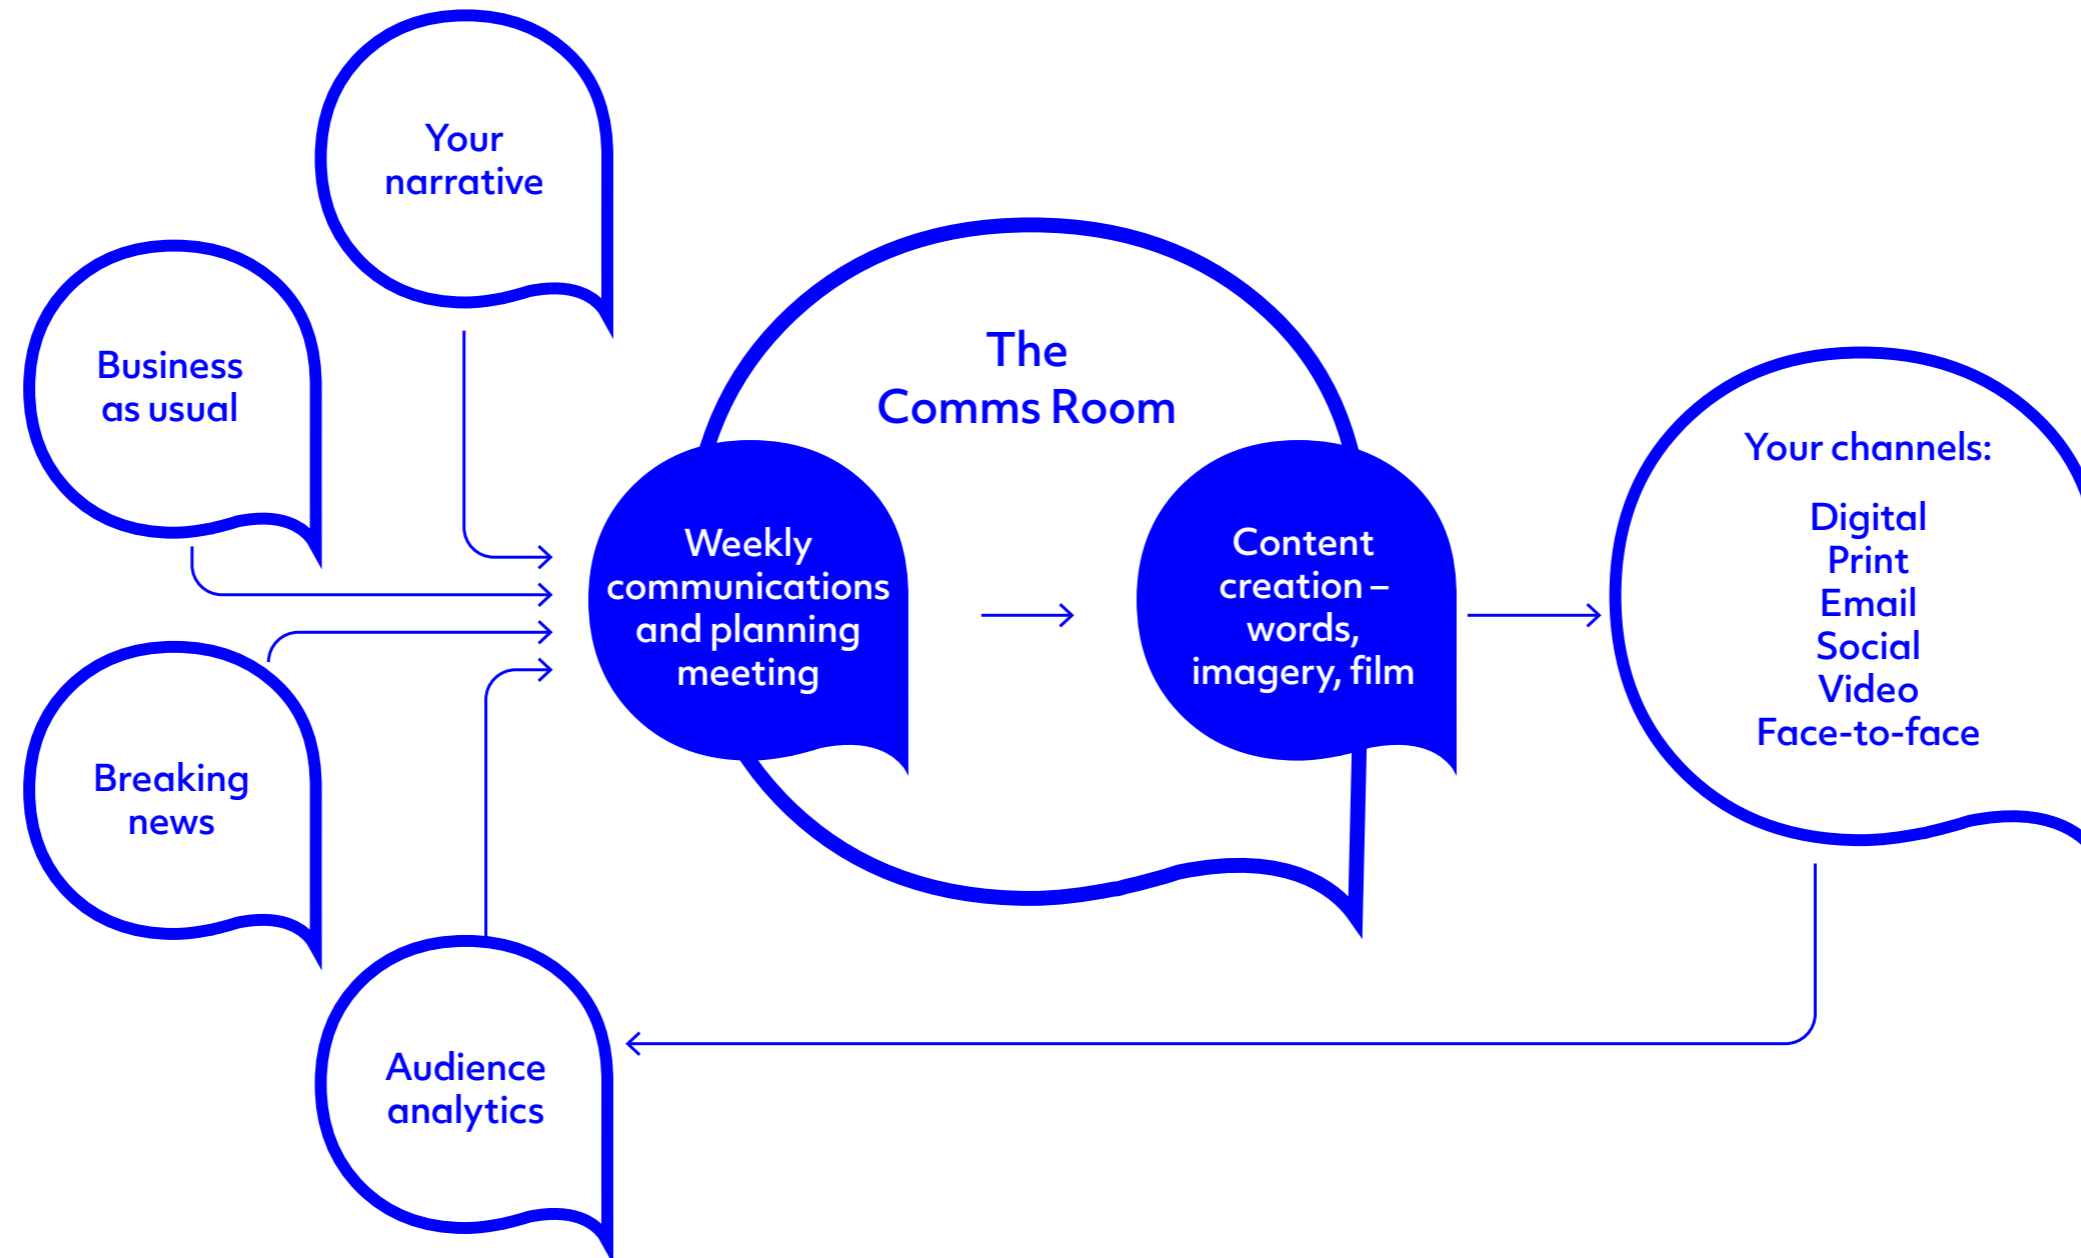 Your
narrative
Business
as usual
Breaking
news
Audience
analytics
The
Comms Room
Weekly
communications
and planning
meeting
Content
creation –
words,
imagery, film
Your channels:
Digital
Print
Email
Social
Video
Face-to-face